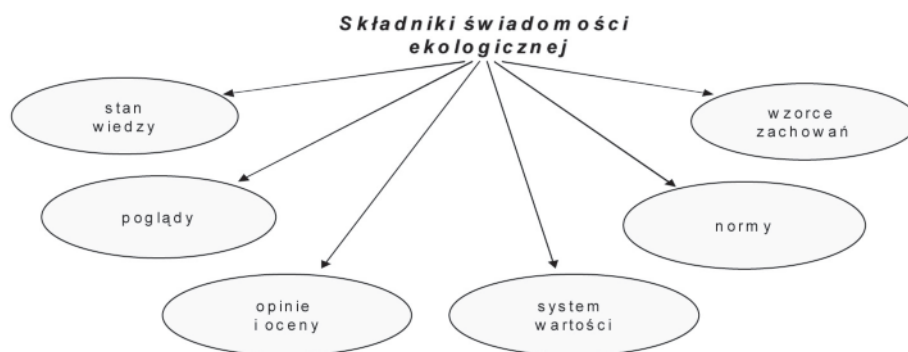 Składniki świadomości
ekologicznej
stan
wiedzy
wzorce
zachowań
poglądy
normy
opinie
i oceny
system
wartości